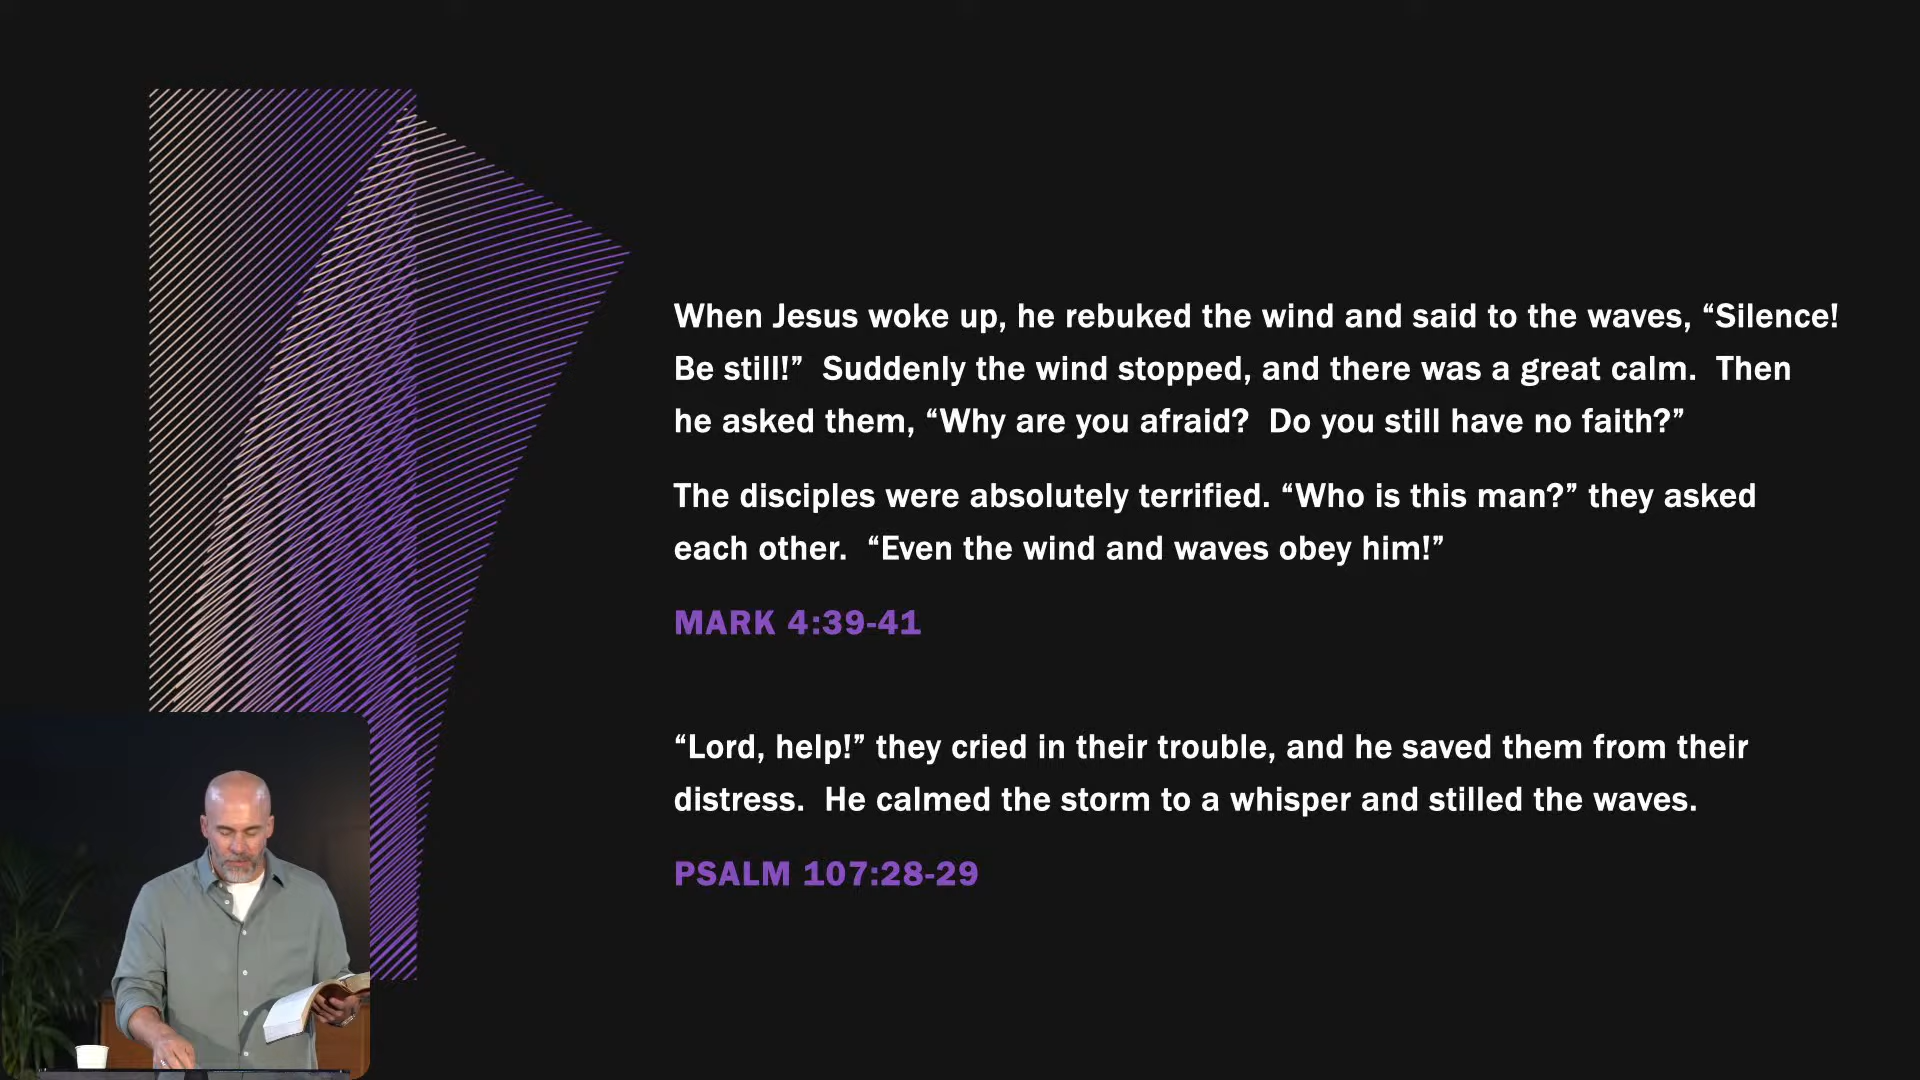 When Jesus woke up, he rebuked the wind and said to the waves, “Silence!
Be still!”  Suddenly the wind stopped, and there was a great calm.  Then
he asked them, “Why are you afraid?  Do you still have no faith?”
The disciples were absolutely terrified. “Who is this man?” they asked
each other.  “Even the wind and waves obey him!”
MARK 4:39-41
“Lord, help!” they cried in their trouble, and he saved them from their
distress.  He calmed the storm to a whisper and stilled the waves.
PSALM 107:28-29